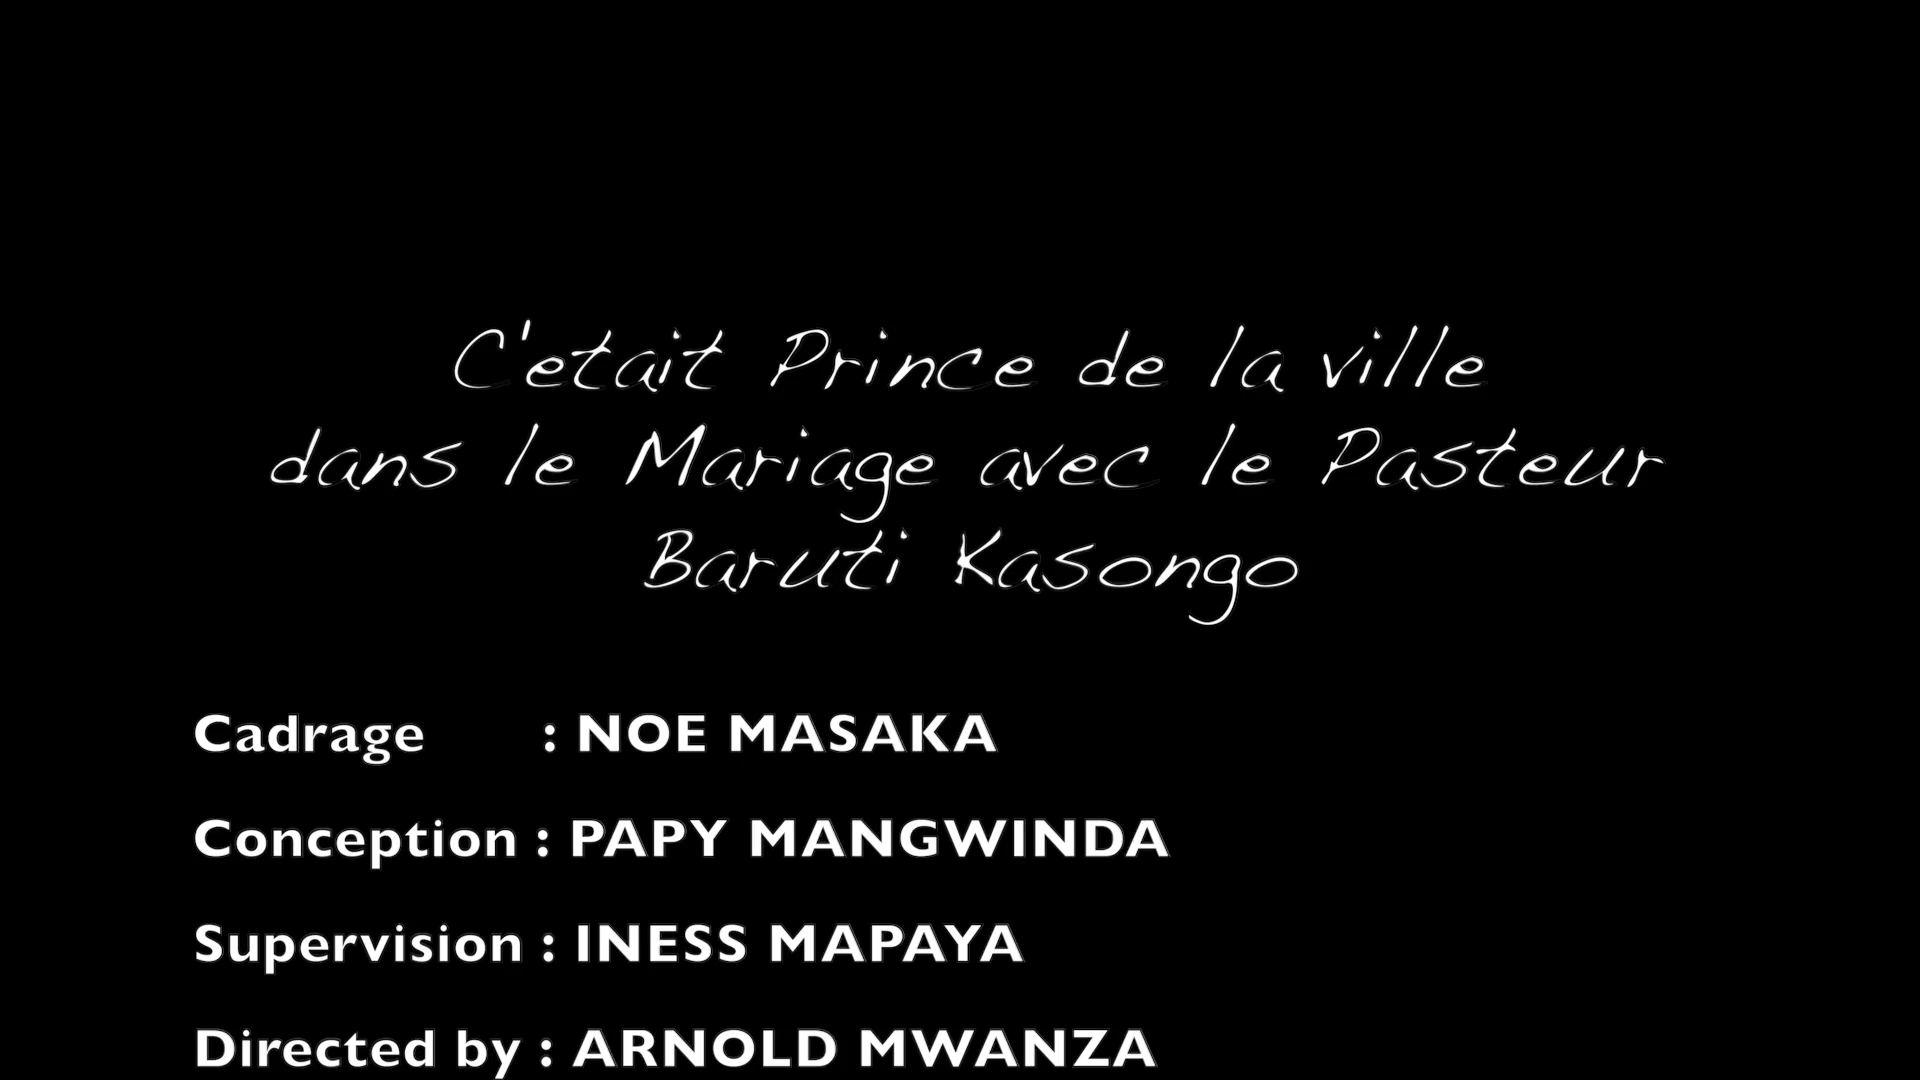 C'etait Prince de la ville
dans le Mariage avec le Pasteur
Baruti Kasongo
Cadrage : NOE MASAKA
Conception : PAPY MANGWINDA
Supervision : INESS MAPAYA
Directed by : ARNOLD MWANZA